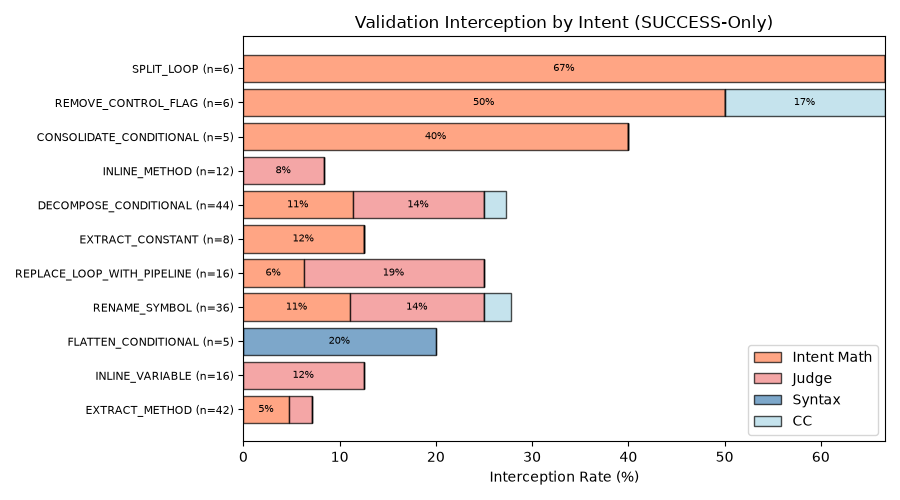 Validation Interception by Intent (SUCCESS-Only)
SPLIT_LOOP (n=6)
67%
REMOVE_CONTROL_FLAG (n=6)
50% 17%
CONSOLIDATE_CONDITIONAL (n=5)
40%
INLINE_METHOD (n=12)
8%
DECOMPOSE_CONDITIONAL (n=44)
11% 14%
EXTRACT_CONSTANT (n=8)
12%
REPLACE_LOOP_WITH_PIPELINE (n=16)
6% 19%
RENAME_SYMBOL (n=36)
11% 14%
FLATTEN_CONDITIONAL (n=5)
20%
INLINE_VARIABLE (n=16)
12%
EXTRACT_METHOD (n=42)
5%
Intent Math
Judge
Syntax
CC
0 10 20 30 40 50 60
Interception Rate (%)